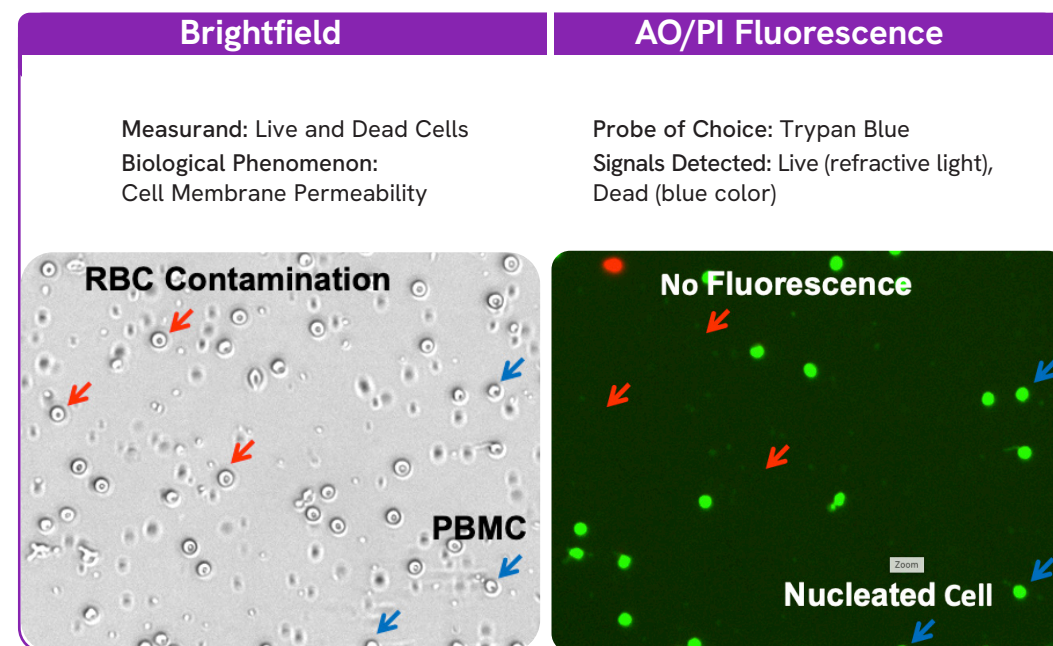 Brightfield
AO/PI Fluorescence
Measurand: Live and Dead Cells
Biological Phenomenon:
Cell Membrane Permeability
Probe of Choice: Trypan Blue
Signals Detected: Live (refractive light),
Dead (blue color)
RBC Contamination
PBMC
No Fluorescence
Zoom
Nucleated Cell